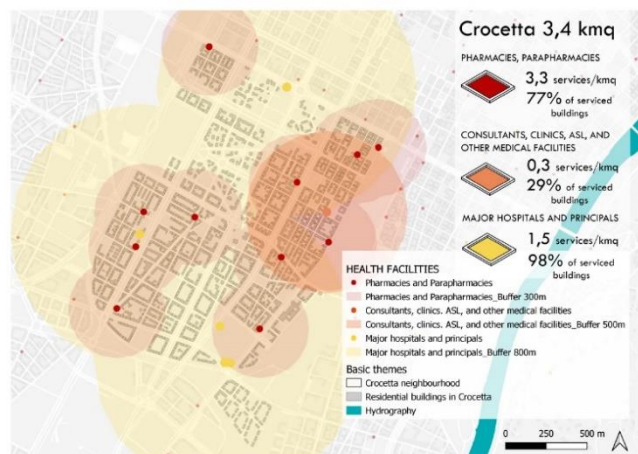 Crocetta 3,4 kmq
PHARMACIES, PARAPHARMACIES
3,3 services/kmq
77% of serviced
buildings
CONSULTANTS, CLINICS, ASL, AND
OTHER MEDICAL FACILITIES
0,3 services/kmq
29% of serviced
buildings
MAJOR HOSPITALS AND PRINCIPALS
1,5 services/kmq
98% of serviced
buildings
HEALTH FACILITIES
Pharmacies and Parapharmacies
Pharmacies and Parapharmacies_Buffer 300m
Consultants, clinics. ASL, and other medical facilities
Consultants, clinics. ASL, and other medical facilities_Buffer 500m
Major hospitals and principals
Major hospitals and principals_Buffer 800m
Basic themes
Crocetta neighbourhood
Residential buildings in Crocetta
Hydrography
0 250 500 m